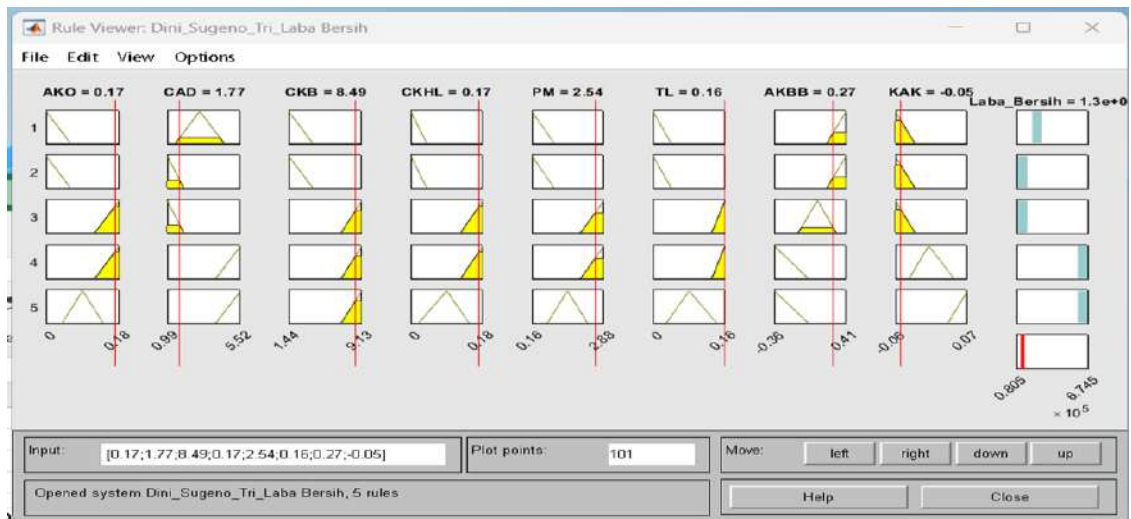 Rule Viewer: Dini_Sugeno_Tri_Laba Bersih
File Edit View Options
AKO = 0.17 CAD = 1.77 CKB = 8.49 CKHL = 0.17 PM = 2.54 TL = 0.16 AKBB = 0.27 KAK = -0.05 Laba_Bersih = 1.3e+0
1
2
3
4
5
0 0.18 0.99 5.52 1.44 9.13 0 0.18 0.16 2.88 0 0.16 -0.36 0.41 -0.06 0.07
0.805 6.745
× 10^5
Input: [0.17;1.77;8.49;0.17;2.54;0.16;0.27;-0.05] Plot points: 101 Move: left right down up
Opened system Dini_Sugeno_Tri_Laba Bersih, 5 rules Help Close